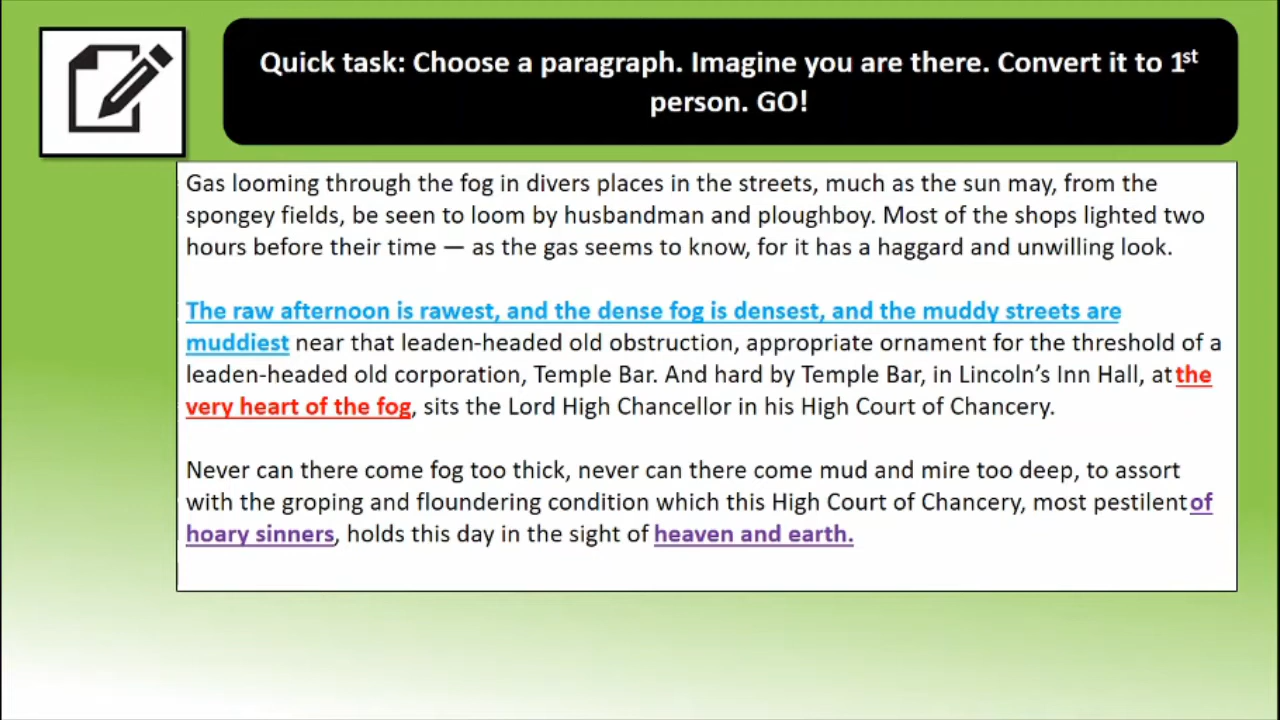 Quick task: Choose a paragraph. Imagine you are there. Convert it to 1st
person. GO!
Gas looming through the fog in divers places in the streets, much as the sun may, from the
spongey fields, be seen to loom by husbandman and ploughboy. Most of the shops lighted two
hours before their time — as the gas seems to know, for it has a haggard and unwilling look.
The raw afternoon is rawest, and the dense fog is densest, and the muddy streets are
muddiest near that leaden-headed old obstruction, appropriate ornament for the threshold of a
leaden-headed old corporation, Temple Bar. And hard by Temple Bar, in Lincoln’s Inn Hall, at the
very heart of the fog, sits the Lord High Chancellor in his High Court of Chancery.
Never can there come fog too thick, never can there come mud and mire too deep, to assort
with the groping and floundering condition which this High Court of Chancery, most pestilent of
hoary sinners, holds this day in the sight of heaven and earth.